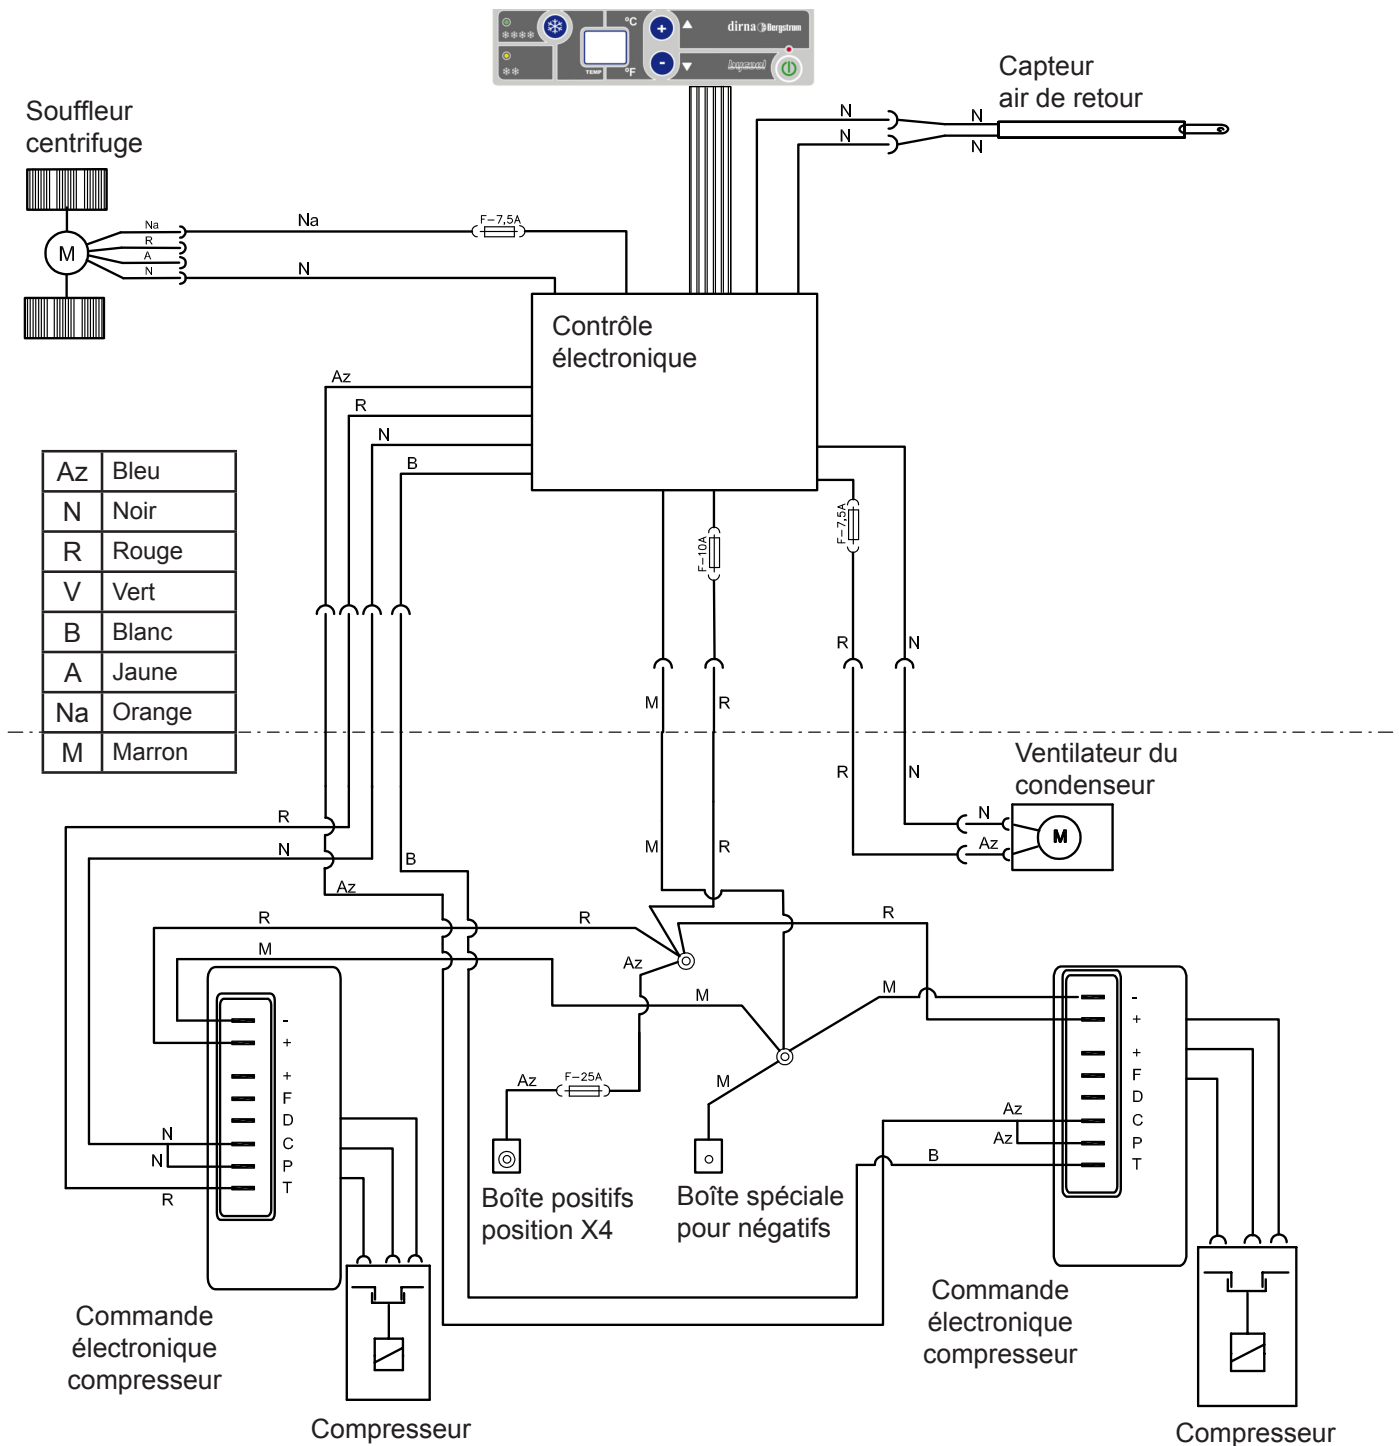 °C
dirna Bergstrom
TEMP
°F
bycool
+
-
Capteur
air de retour
Souffleur
centrifuge
N
N
N
N
Na
R
A
N
Na
F-7,5A
N
M
Contrôle
électronique
Az
R
N
B
Az Bleu
N Noir
R Rouge
V Vert
B Blanc
A Jaune
Na Orange
M Marron
F-10A
F-7,5A
R
N
M
R
R
N
Ventilateur du
condenseur
N
Az
M
R
N
B
Az
M
R
R
R
R
M
Az
M
M
Az
F-25A
M
-
+
+
F
D
C
P
T
N
N
R
-
+
+
F
D
C
P
T
Az
Az
B
Boîte positifs
position X4
Boîte spéciale
pour négatifs
Commande
électronique
compresseur
Commande
électronique
compresseur
Compresseur
Compresseur